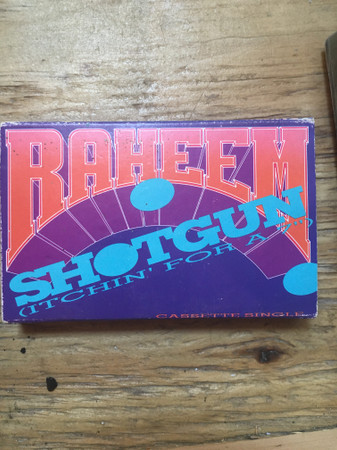 RAHEEM
SHOTGUN
(ITCHIN' FOR A
CASSETTE SINGLE